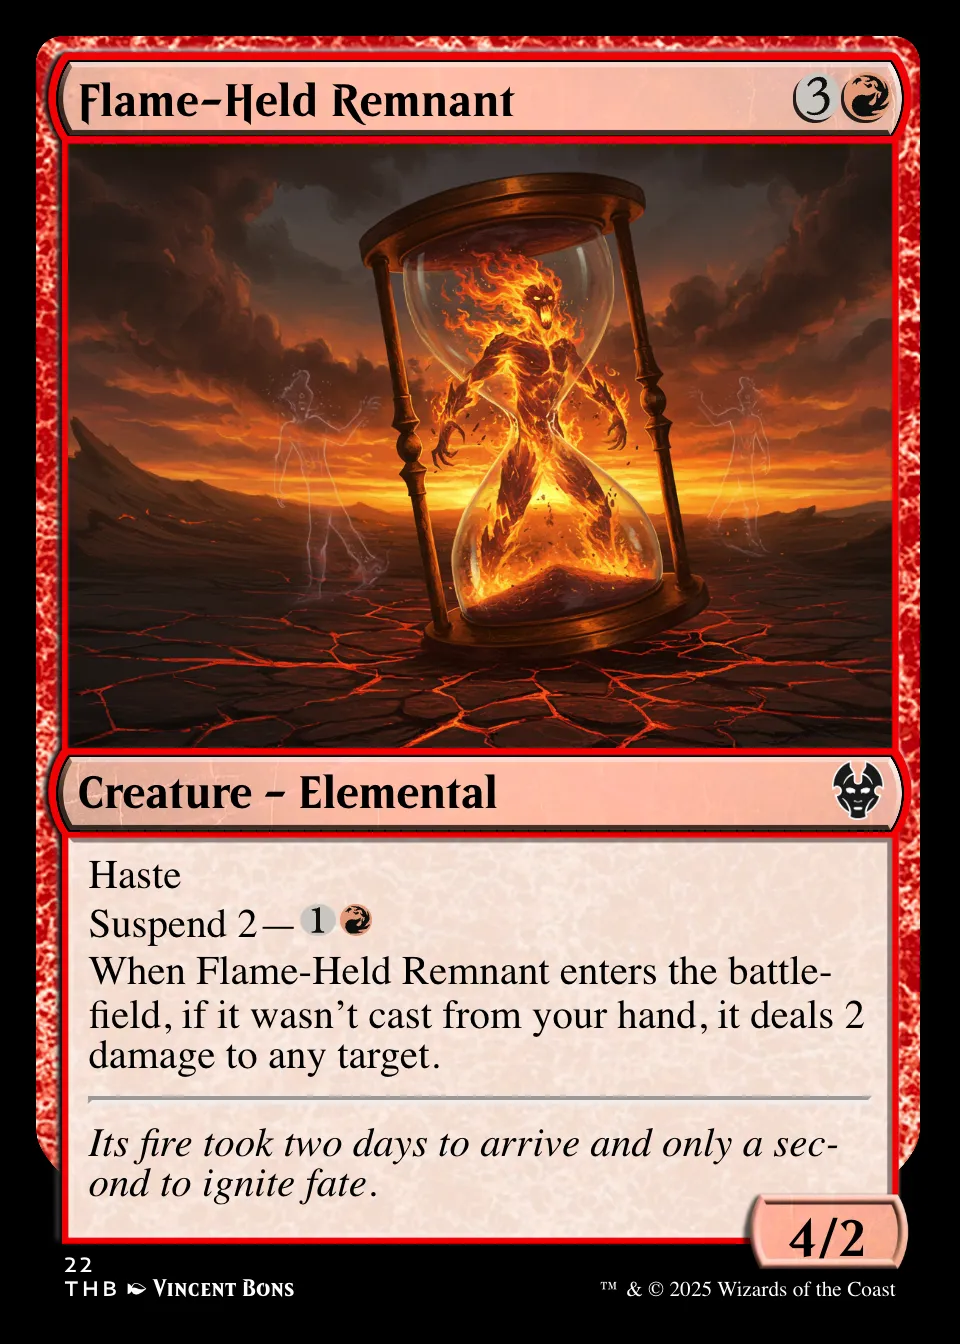 Flame-Held Remnant 3
Creature – Elemental
Haste
Suspend 2—1
When Flame-Held Remnant enters the battle-
field, if it wasn't cast from your hand, it deals 2
damage to any target.
Its fire took two days to arrive and only a sec-
ond to ignite fate.
4/2
22
THB Vincent Bons
™ & © 2025 Wizards of the Coast